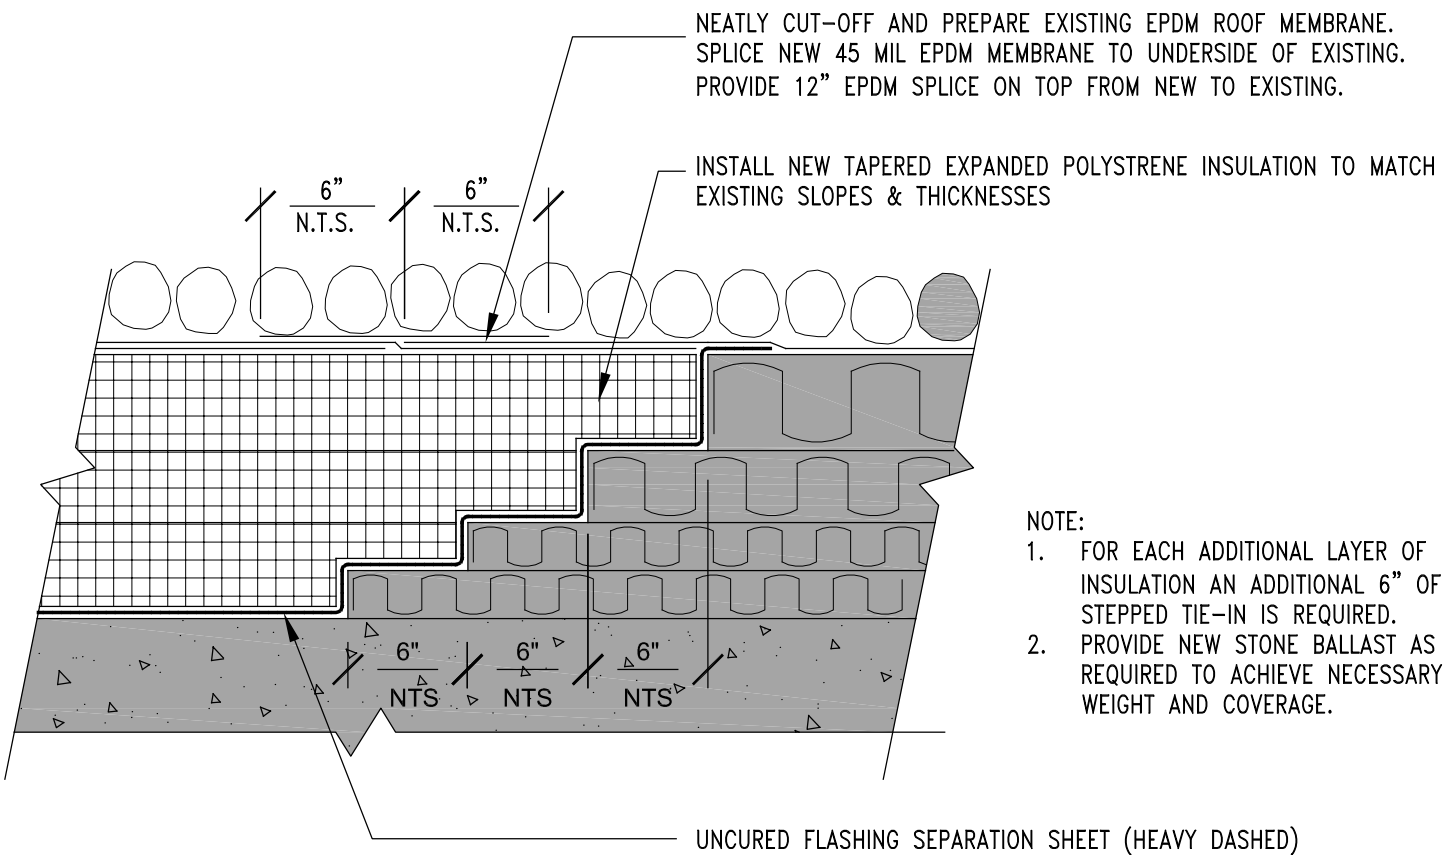 NEATLY CUT-OFF AND PREPARE EXISTING EPDM ROOF MEMBRANE.
SPLICE NEW 45 MIL EPDM MEMBRANE TO UNDERSIDE OF EXISTING.
PROVIDE 12" EPDM SPLICE ON TOP FROM NEW TO EXISTING.
INSTALL NEW TAPERED EXPANDED POLYSTRENE INSULATION TO MATCH
EXISTING SLOPES & THICKNESSES
6" 6"
N.T.S. N.T.S.
NOTE:
1. FOR EACH ADDITIONAL LAYER OF
INSULATION AN ADDITIONAL 6" OF
STEPPED TIE-IN IS REQUIRED.
2. PROVIDE NEW STONE BALLAST AS
REQUIRED TO ACHIEVE NECESSARY
WEIGHT AND COVERAGE.
6" 6" 6"
NTS NTS NTS
UNCURED FLASHING SEPARATION SHEET (HEAVY DASHED)